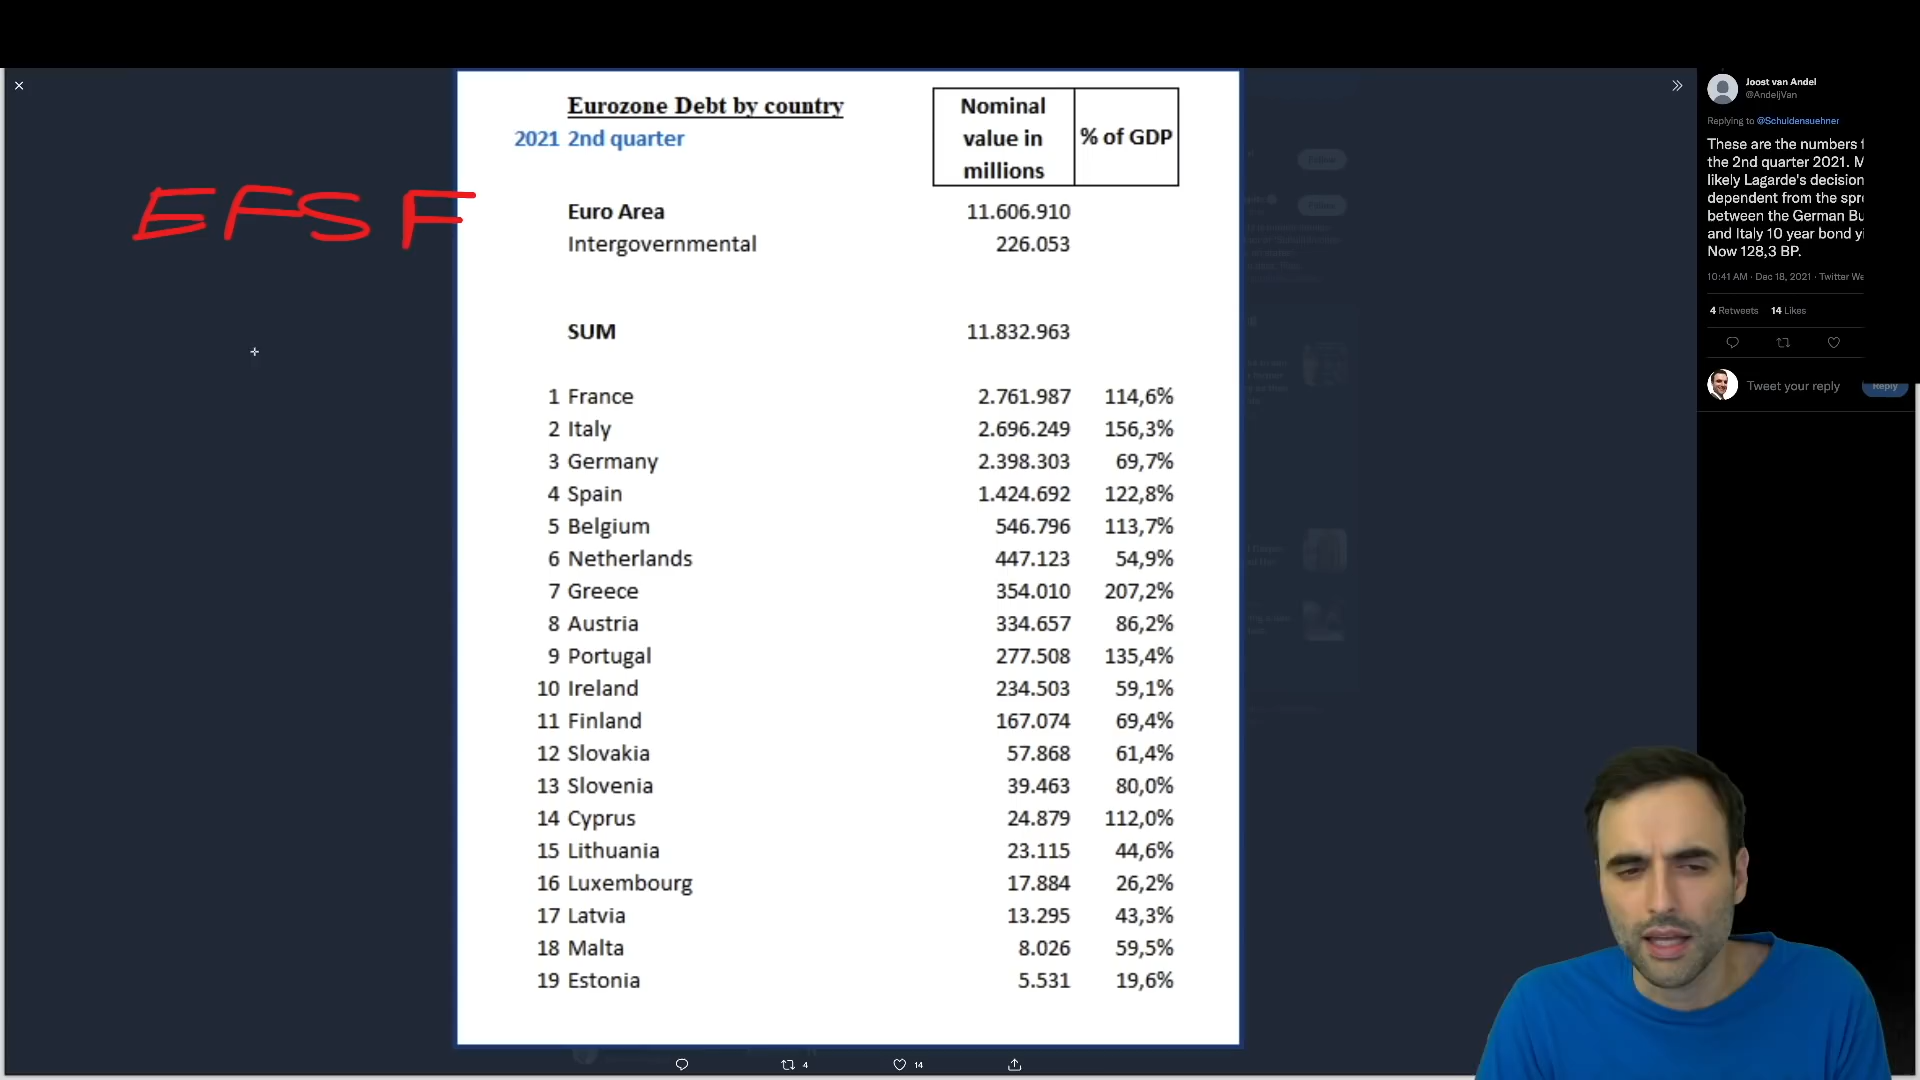 Eurozone Debt by country
2021 2nd quarter
Nominal value in millions
% of GDP
EFSF
Euro Area 11.606.910
Intergovernmental 226.053
SUM 11.832.963
1 France 2.761.987 114,6%
2 Italy 2.696.249 156,3%
3 Germany 2.398.303 69,7%
4 Spain 1.424.692 122,8%
5 Belgium 546.796 113,7%
6 Netherlands 447.123 54,9%
7 Greece 354.010 207,2%
8 Austria 334.657 86,2%
9 Portugal 277.508 135,4%
10 Ireland 234.503 59,1%
11 Finland 167.074 69,4%
12 Slovakia 57.868 61,4%
13 Slovenia 39.463 80,0%
14 Cyprus 24.879 112,0%
15 Lithuania 23.115 44,6%
16 Luxembourg 17.884 26,2%
17 Latvia 13.295 43,3%
18 Malta 8.026 59,5%
19 Estonia 5.531 19,6%
4
14
Joost van Andel
@AndeljVan
Replying to @Schuldensuehner
These are the numbers
the 2nd quarter 2021.
likely Lagarde's decision
dependent from the
between the German
and Italy 10 year bond
Now 128,3 BP.
10:41 AM · Dec 18, 2021 · Twitter
4 Retweets 14 Likes
Tweet your reply
Reply